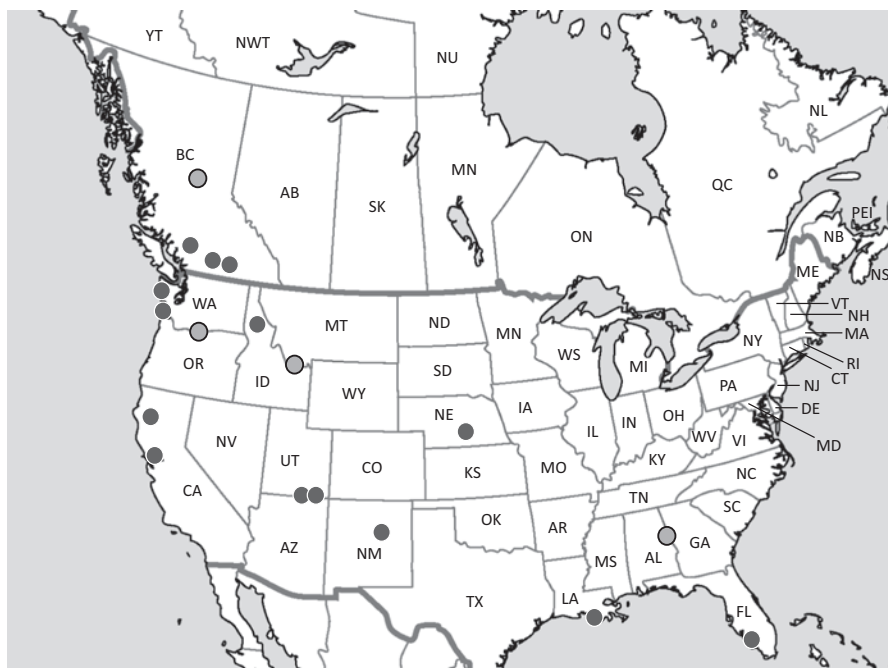 YT
NWT
NU
NL
BC
AB
SK
MN
QC
ON
PEI
NB
NS
ME
WA
MT
ND
MN
VT
NH
MA
NY
WS
MI
RI
CT
OR
ID
SD
WY
PA
NJ
DE
IA
NE
NV
UT
CO
IL
IN
OH
WV
VI
MD
KS
MO
KY
NC
CA
TN
SC
OK
AR
AZ
NM
MS
AL
GA
TX
LA
FL